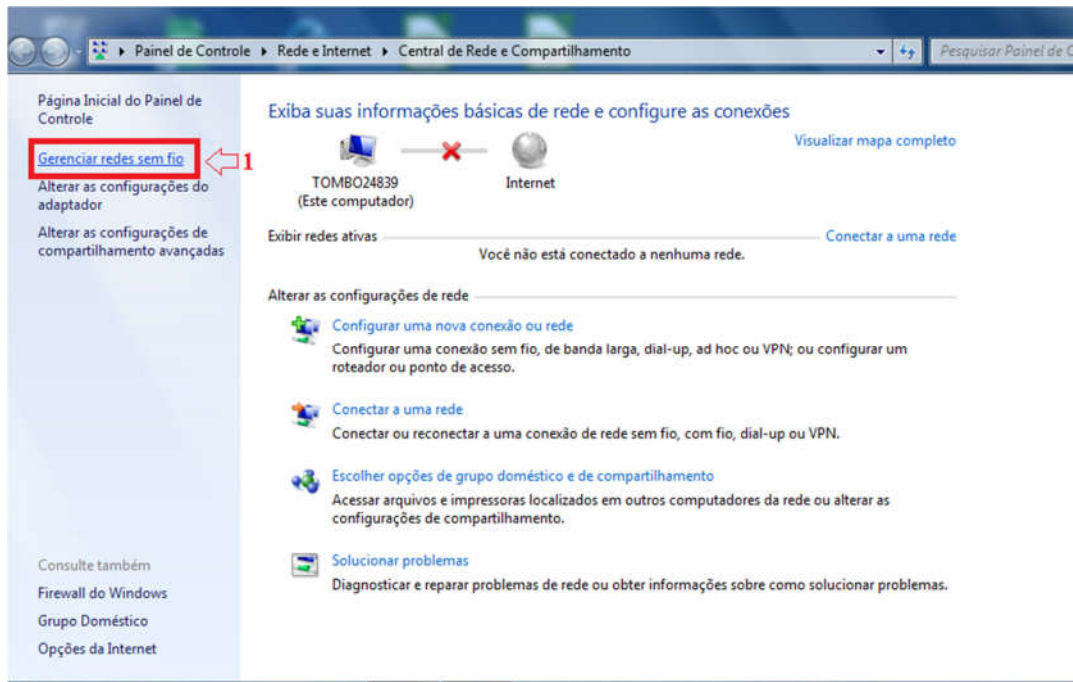 Painel de Controle ▸ Rede e Internet ▸ Central de Rede e Compartilhamento
Pesquisar Painel de C
Página Inicial do Painel de
Controle
Gerenciar redes sem fio
1
Alterar as configurações do
adaptador
Alterar as configurações de
compartilhamento avançadas
Exiba suas informações básicas de rede e configure as conexões
Visualizar mapa completo
TOMBO24839
(Este computador)
Internet
Exibir redes ativas
Conectar a uma rede
Você não está conectado a nenhuma rede.
Alterar as configurações de rede
Configurar uma nova conexão ou rede
Configurar uma conexão sem fio, de banda larga, dial-up, ad hoc ou VPN; ou configurar um
roteador ou ponto de acesso.
Conectar a uma rede
Conectar ou reconectar a uma conexão de rede sem fio, com fio, dial-up ou VPN.
Escolher opções de grupo doméstico e de compartilhamento
Acessar arquivos e impressoras localizados em outros computadores da rede ou alterar as
configurações de compartilhamento.
Solucionar problemas
Diagnosticar e reparar problemas de rede ou obter informações sobre como solucionar problemas.
Consulte também
Firewall do Windows
Grupo Doméstico
Opções da Internet